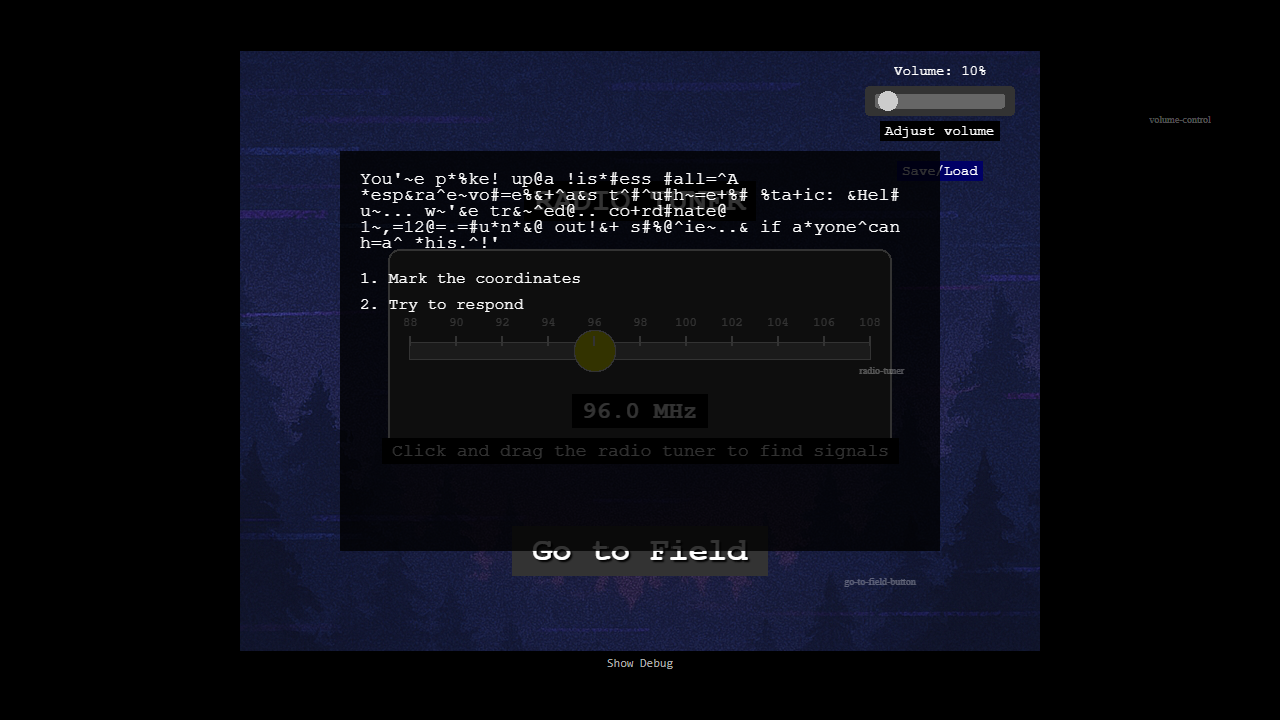 Volume: 10%
Adjust volume
volume-control
Save/Load
You'~e p*%ke! up@a !is*#ess #all=^A
*esp&ra^e~vo#=e%&+^a&s t^#^u#h~=e+%# %ta+ic: &Hel#
RADIO TUNER
u~... w~'&e tr&~^ed@.. co+rd#nate@
1~,=12@=.=#u*n*&@ out!&+ s#%@^ie~..& if a*yone^can
h=a^ *his.^!'
1. Mark the coordinates
2. Try to respond
88 90 92 94 96 98 100 102 104 106 108
radio-tuner
96.0 MHz
Click and drag the radio tuner to find signals
Go to Field
go-to-field-button
Show Debug